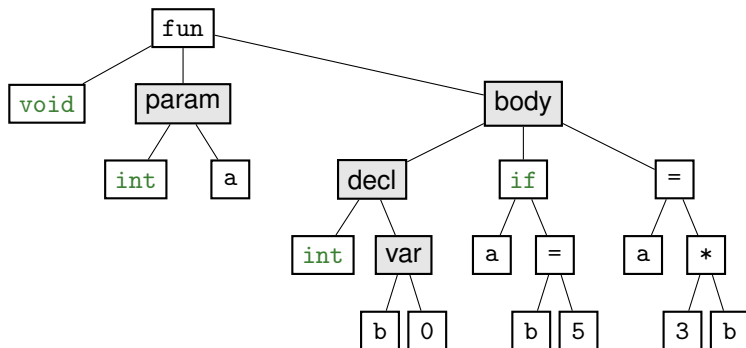 fun
void param body
int a decl if =
int var a = a *
b 0 b 5 3 b